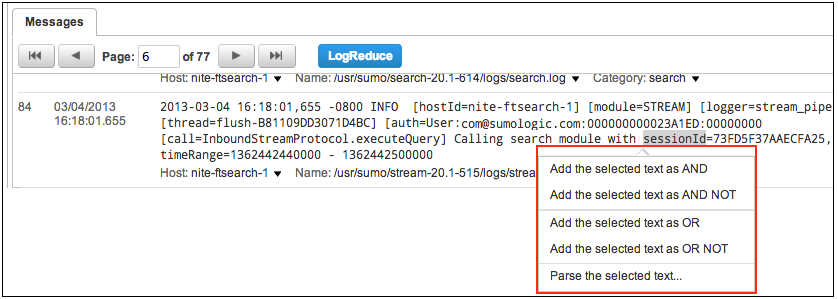 Messages
Page: 6 of 77 LogReduce
Host: nite-ftsearch-1 Name: /usr/sumo/search-20.1-614/logs/search.log Category: search
84 03/04/2013 2013-03-04 16:18:01,655 -0800 INFO [hostId=nite-ftsearch-1] [module=STREAM] [logger=stream_pipe
16:18:01.655 [thread=flush-B81109DD3071D4BC] [auth=User:com@sumologic.com:000000000023A1ED:00000000
[call=InboundStreamProtocol.executeQuery] Calling search module with sessionId=73FD5F37AAECFA25,
timeRange=1362442440000 - 1362442500000
Host: nite-ftsearch-1 Name: /usr/sumo/stream-20.1-515/logs/strea
Add the selected text as AND
Add the selected text as AND NOT
Add the selected text as OR
Add the selected text as OR NOT
Parse the selected text...